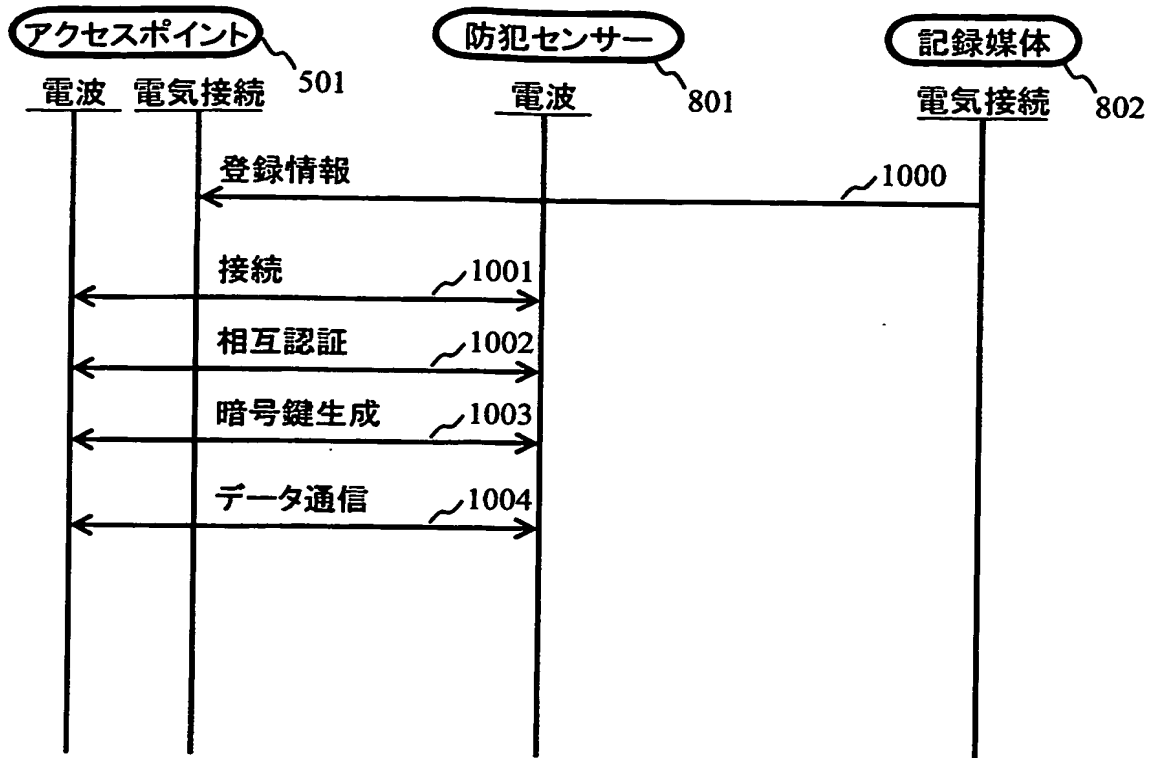 アクセスポイント
501
防犯センサー
801
記録媒体
802
電波
電気接続
電波
電気接続
登録情報
1000
接続
1001
相互認証
1002
暗号鍵生成
1003
データ通信
1004